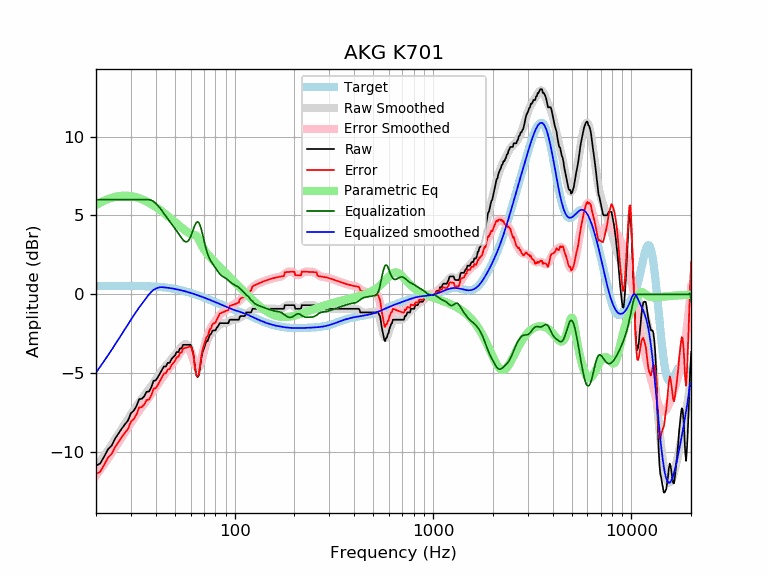 AKG K701
Target
Raw Smoothed
Error Smoothed
Raw
Error
Parametric Eq
Equalization
Equalized smoothed
Amplitude (dBr)
10
5
0
−5
−10
100
1000
10000
Frequency (Hz)